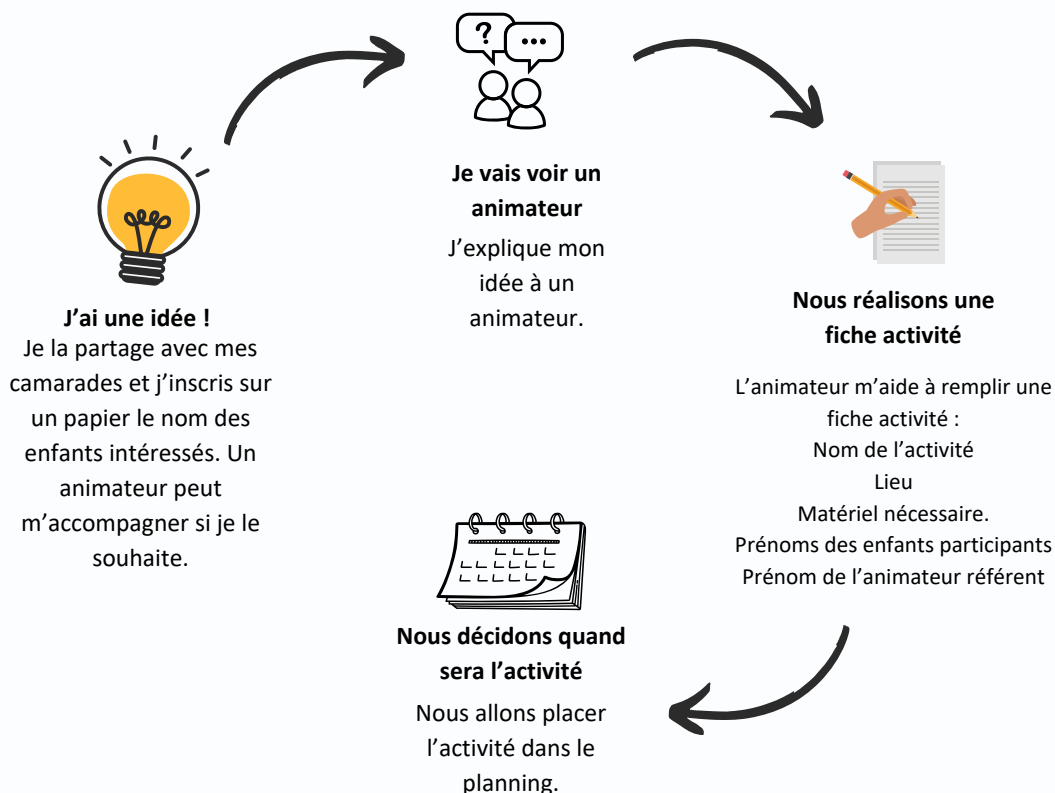 ?
...
J'ai une idée !
Je la partage avec mes
camarades et j'inscris sur
un papier le nom des
enfants intéressés. Un
animateur peut
m'accompagner si je le
souhaite.
Je vais voir un
animateur
J'explique mon
idée à un
animateur.
Nous réalisons une
fiche activité
L'animateur m'aide à remplir une
fiche activité :
Nom de l'activité
Lieu
Matériel nécessaire.
Prénoms des enfants participants
Prénom de l'animateur référent
Nous décidons quand
sera l'activité
Nous allons placer
l'activité dans le
planning.